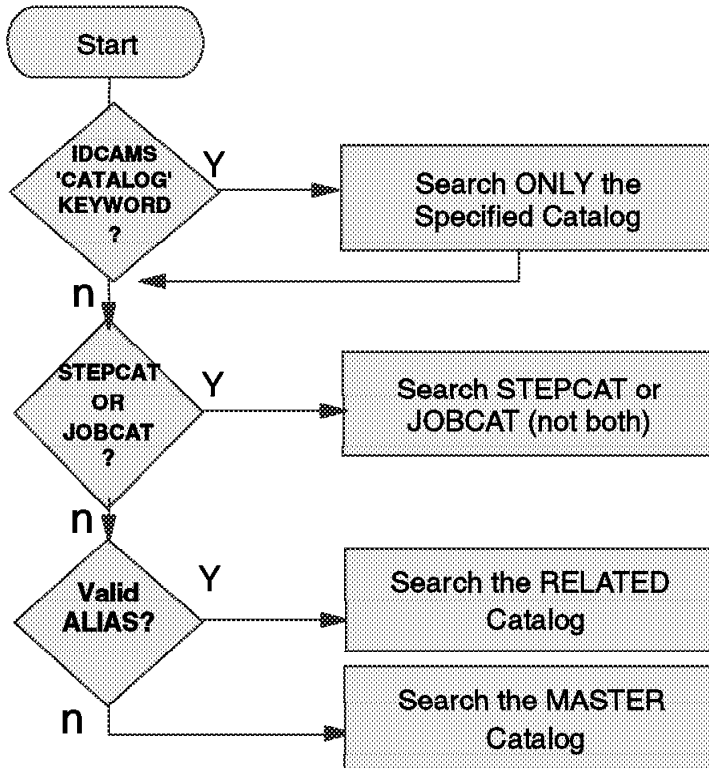 Start
IDCAMS
'CATALOG'
KEYWORD
?
Y
Search ONLY the
Specified Catalog
n
STEPCAT
OR
JOBCAT
?
Y
Search STEPCAT or
JOBCAT (not both)
n
Valid
ALIAS?
Y
Search the RELATED
Catalog
n
Search the MASTER
Catalog